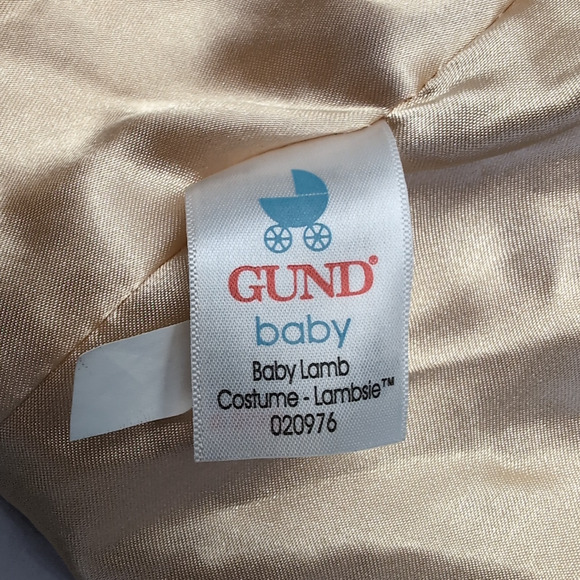 GUND®
baby
Baby Lamb
Costume - Lambsie™
020976